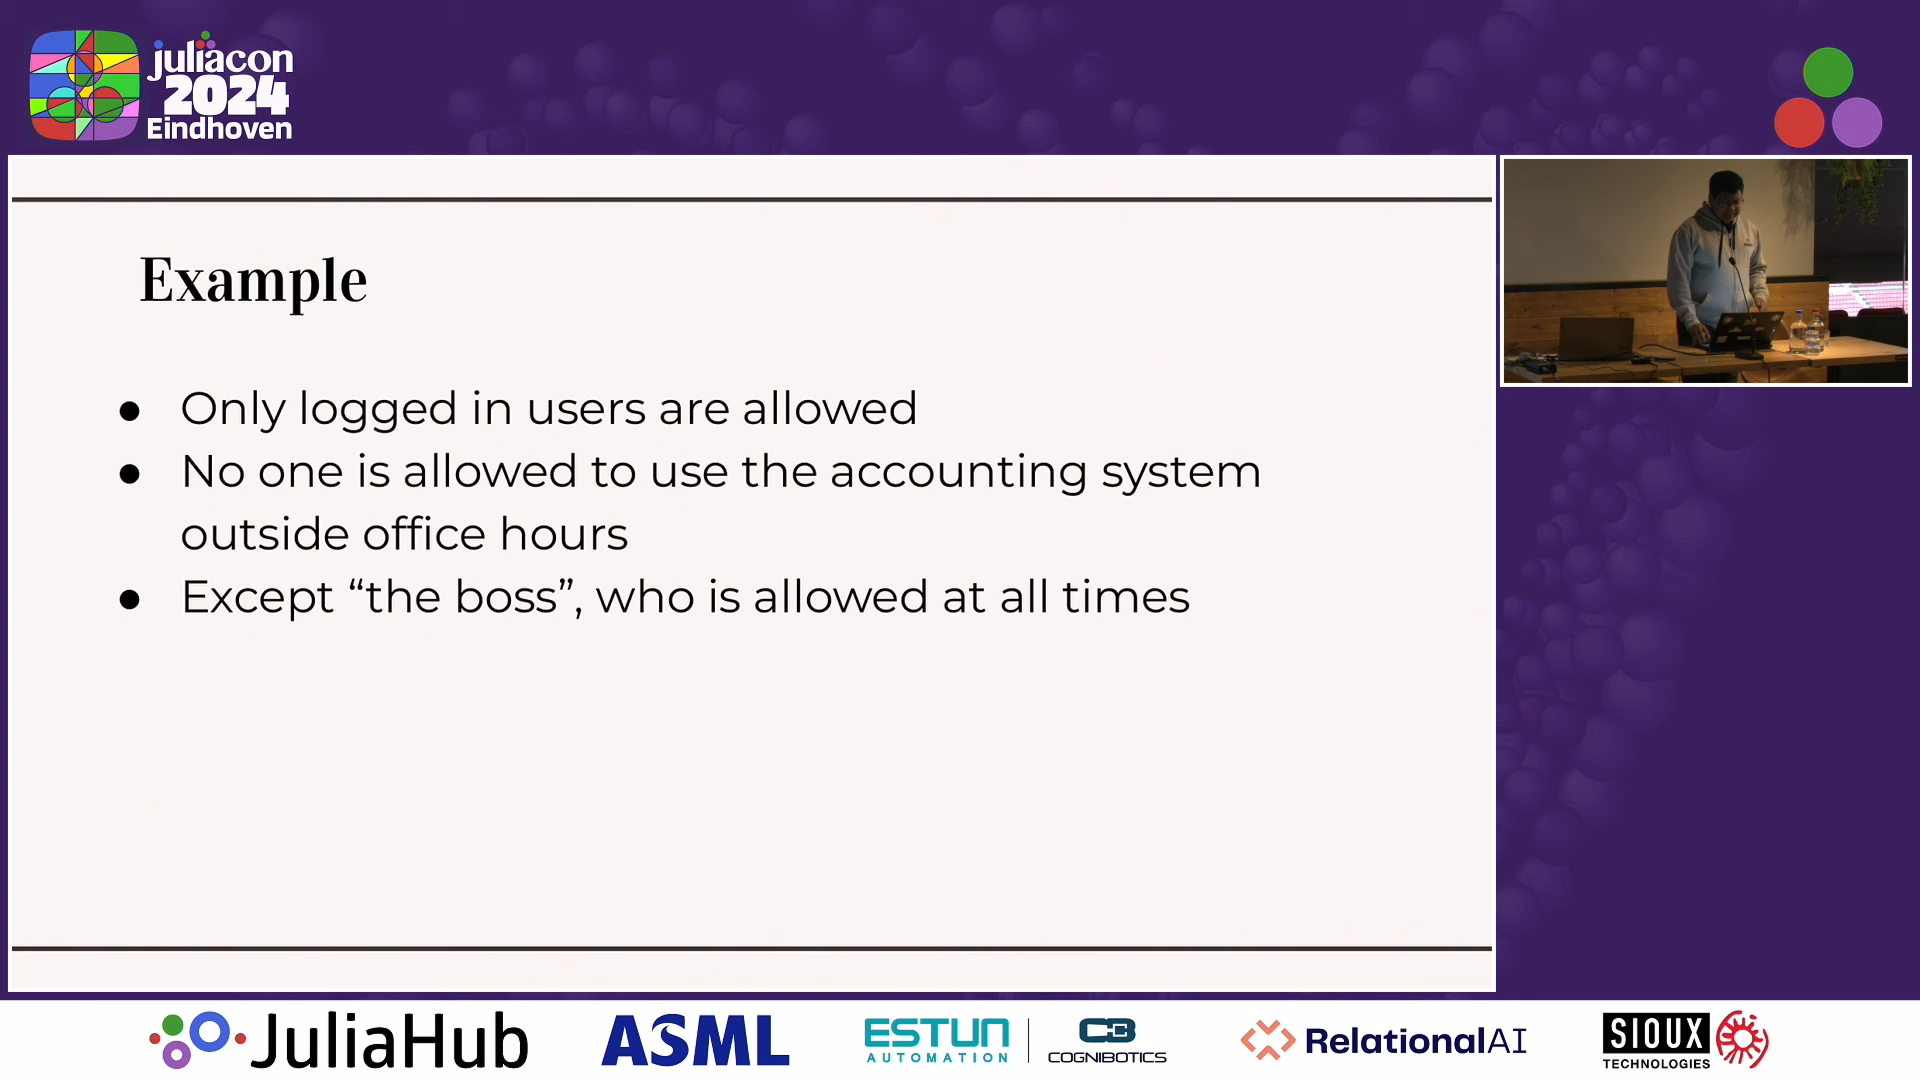 juliacon
2024
Eindhoven
Example
● Only logged in users are allowed
● No one is allowed to use the accounting system
outside office hours
● Except “the boss”, who is allowed at all times
JuliaHub
ASML
ESTUN
AUTOMATION
COGNIBOTICS
RelationalAI
SIOUX
TECHNOLOGIES